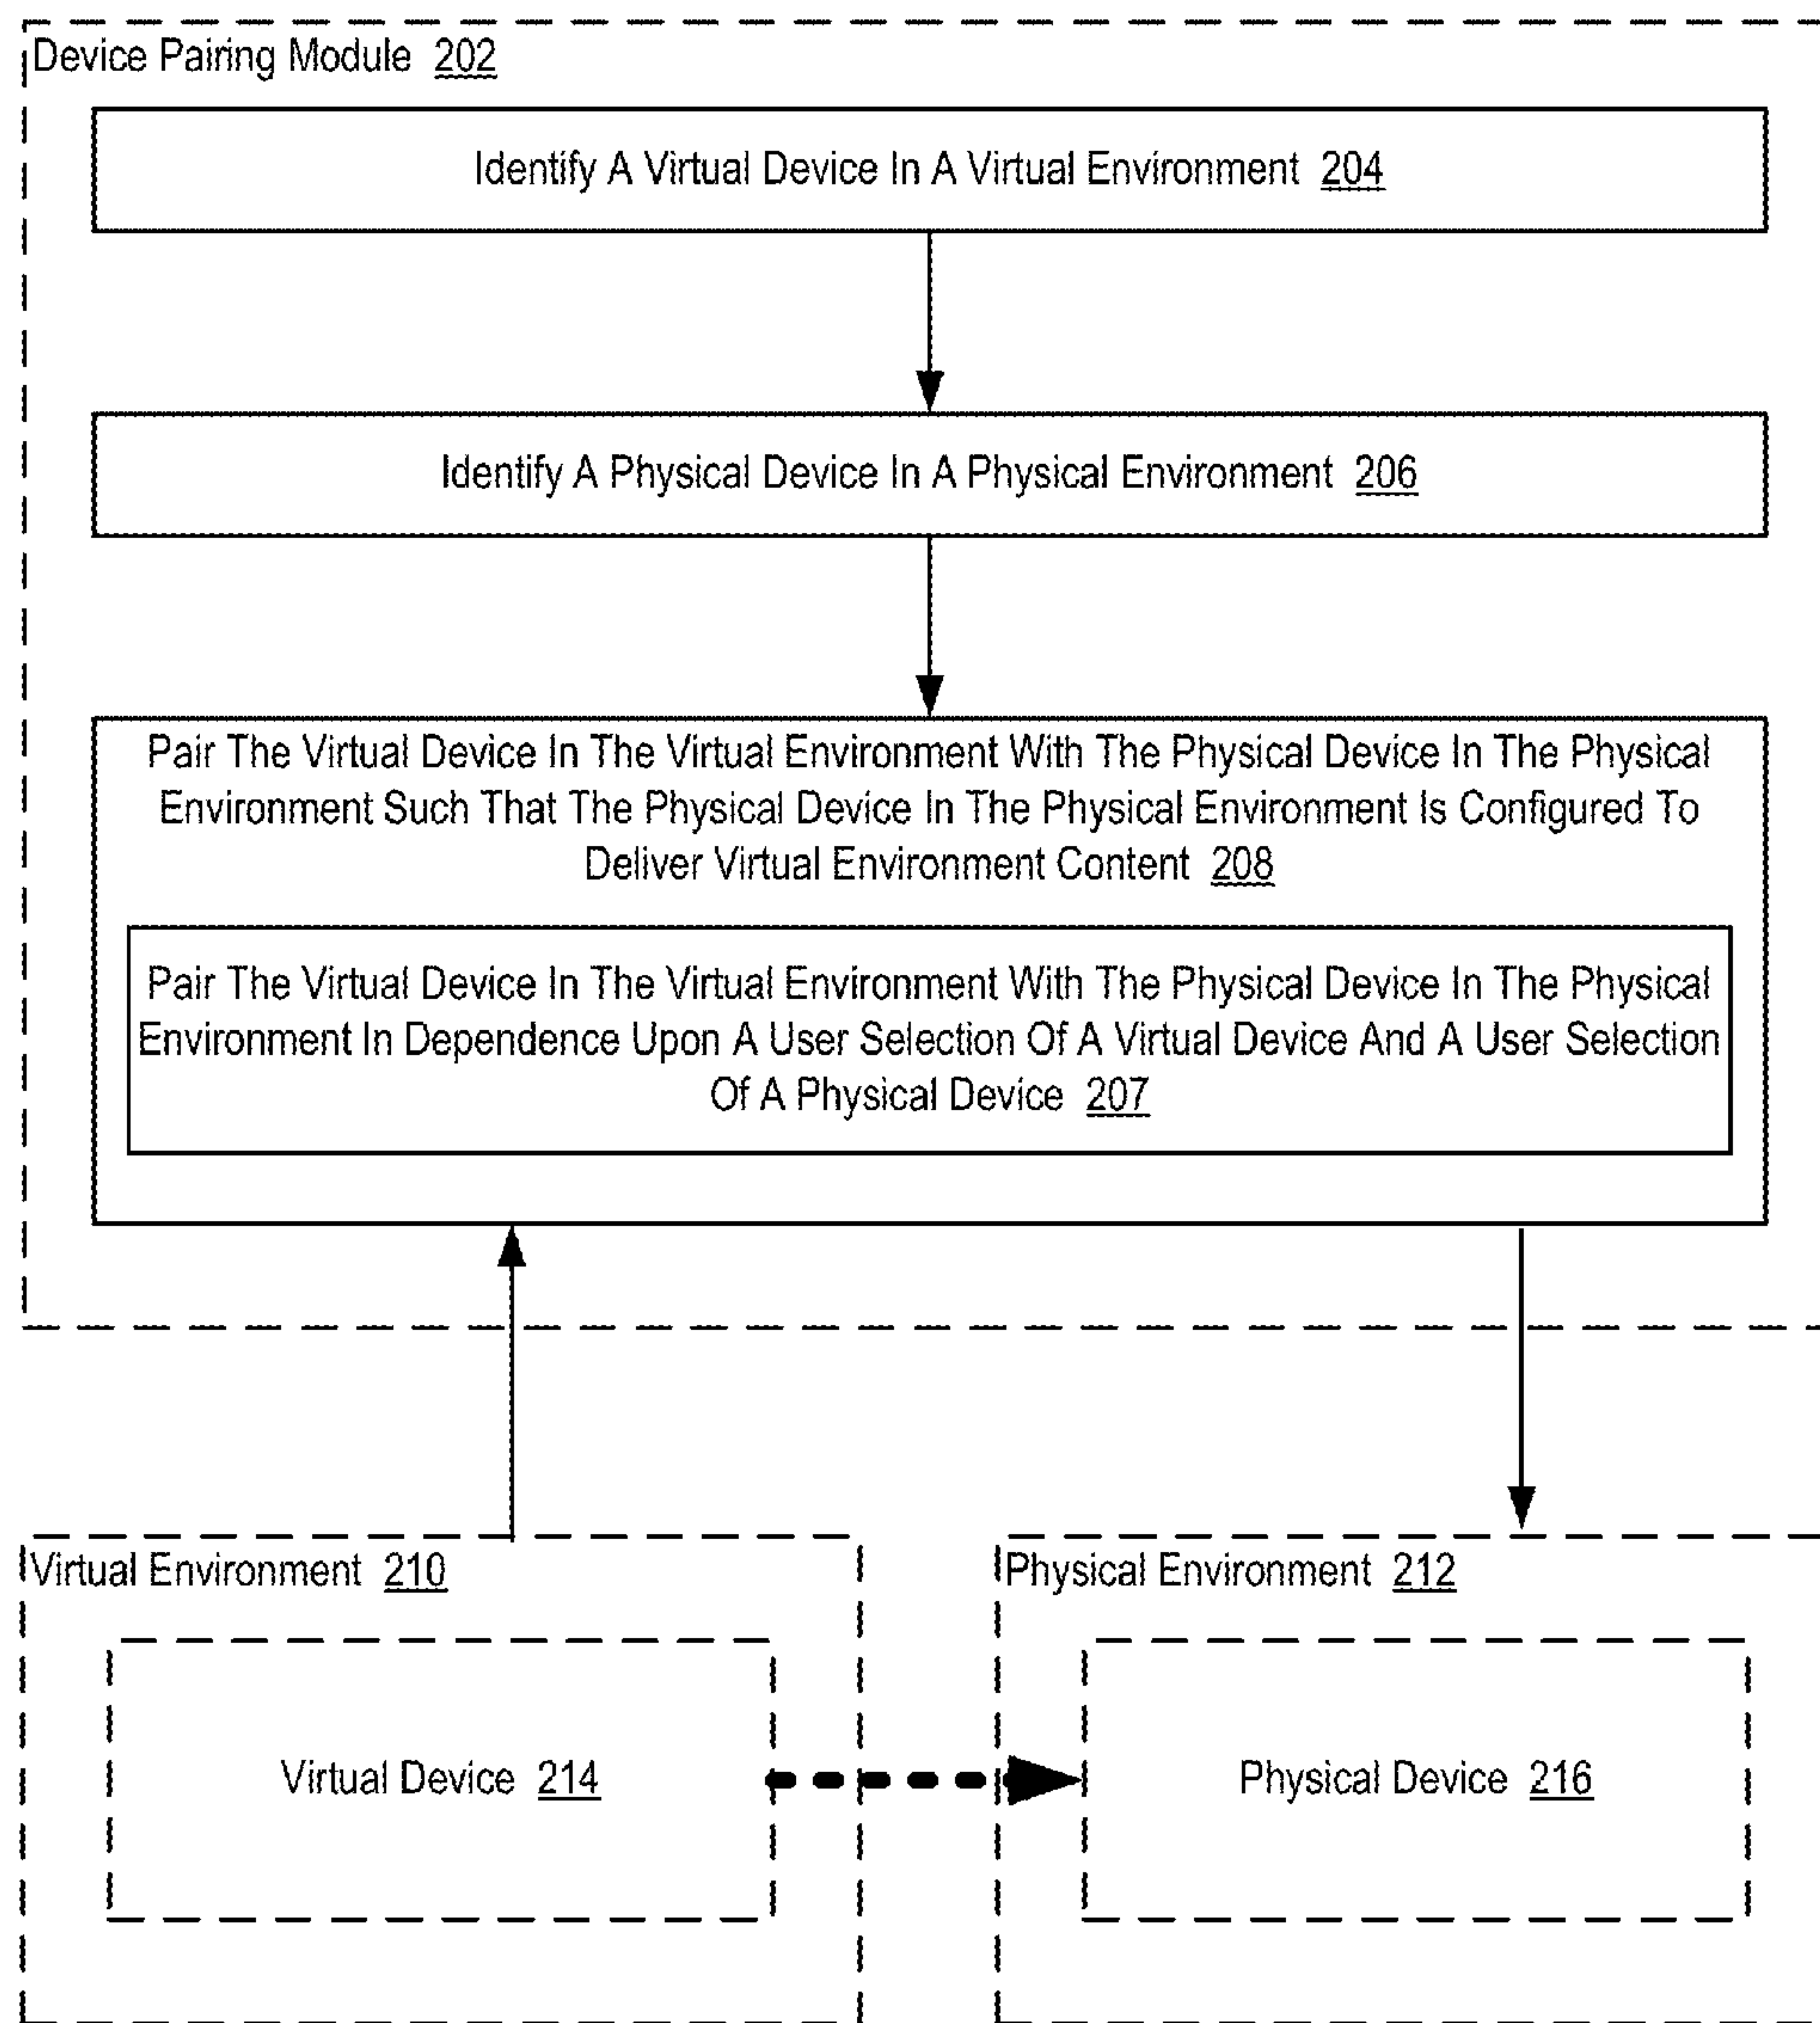 Device Pairing Module 202
Identify A Virtual Device In A Virtual Environment 204
Identify A Physical Device In A Physical Environment 206
Pair The Virtual Device In The Virtual Environment With The Physical Device In The Physical
Environment Such That The Physical Device In The Physical Environment Is Configured To
Deliver Virtual Environment Content 208
Pair The Virtual Device In The Virtual Environment With The Physical Device In The Physical
Environment In Dependence Upon A User Selection Of A Virtual Device And A User Selection
Of A Physical Device 207
Virtual Environment 210
Physical Environment 212
Virtual Device 214
Physical Device 216